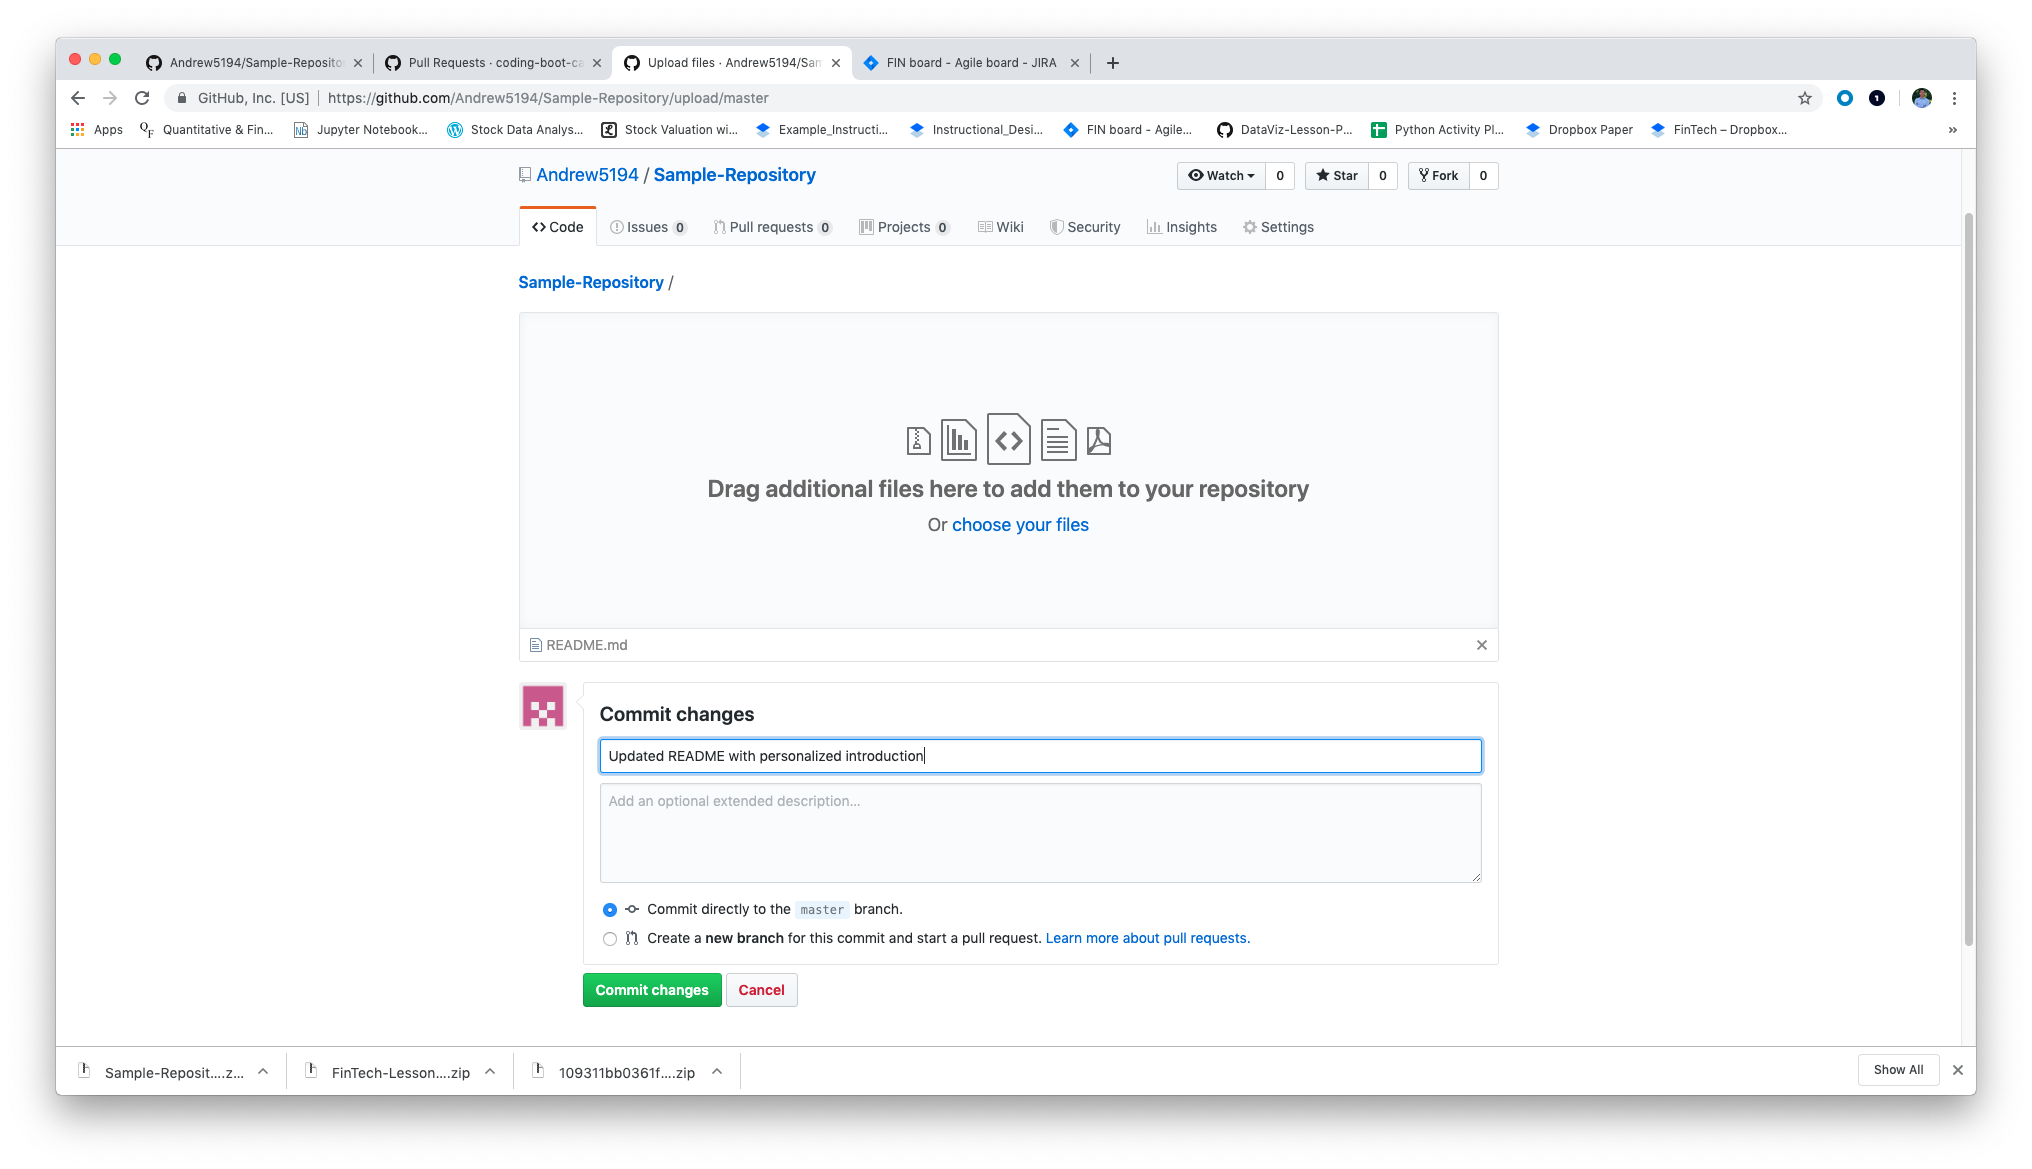 Andrew5194/Sample-Reposito
Pull Requests · coding-boot-ca
Upload files · Andrew5194/Sam
FIN board - Agile board - JIRA
GitHub, Inc. [US] https://github.com/Andrew5194/Sample-Repository/upload/master
Apps
Quantitative & Fin...
Jupyter Notebook...
Stock Data Analys...
Stock Valuation wi...
Example_Instructi...
Instructional_Desi...
FIN board - Agile...
DataViz-Lesson-P...
Python Activity Pl...
Dropbox Paper
FinTech – Dropbox...
»
Andrew5194 / Sample-Repository
Watch 0
Star 0
Fork 0
Code
Issues 0
Pull requests 0
Projects 0
Wiki
Security
Insights
Settings
Sample-Repository /
Drag additional files here to add them to your repository
Or choose your files
README.md
Commit changes
Updated README with personalized introduction
Add an optional extended description...
Commit directly to the master branch.
Create a new branch for this commit and start a pull request. Learn more about pull requests.
Commit changes
Cancel
Sample-Reposit....z...
FinTech-Lesson....zip
109311bb0361f....zip
Show All